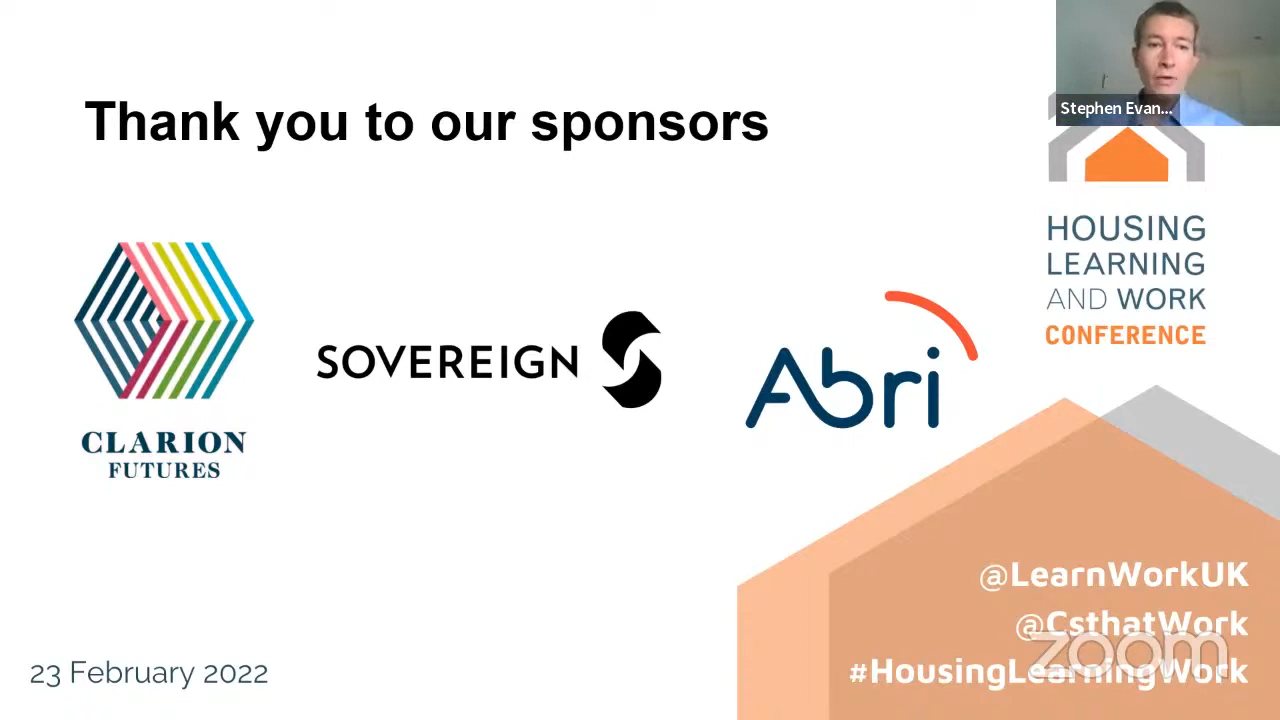 Thank you to our sponsors
Stephen Evan...
HOUSING
LEARNING
AND WORK
CONFERENCE
CLARION
FUTURES
SOVEREIGN
Abri
@LearnWorkUK
@CsthatWork
zoom
#HousingLearningWork
23 February 2022